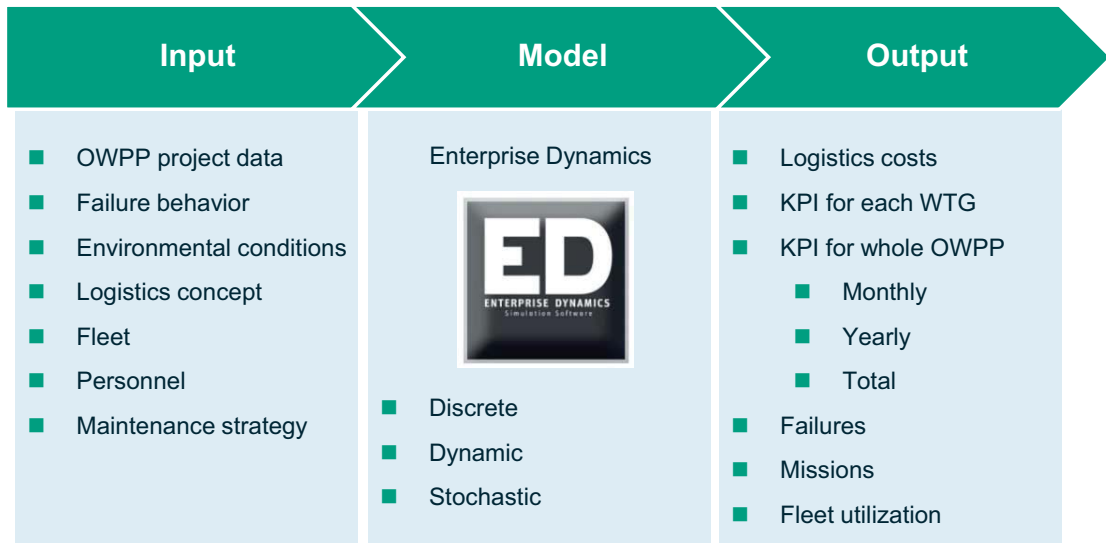 Input
Model
Output
OWPP project data
Failure behavior
Environmental conditions
Logistics concept
Fleet
Personnel
Maintenance strategy
Enterprise Dynamics
ED
ENTERPRISE DYNAMICS
Simulation Software
Discrete
Dynamic
Stochastic
Logistics costs
KPI for each WTG
KPI for whole OWPP
Monthly
Yearly
Total
Failures
Missions
Fleet utilization